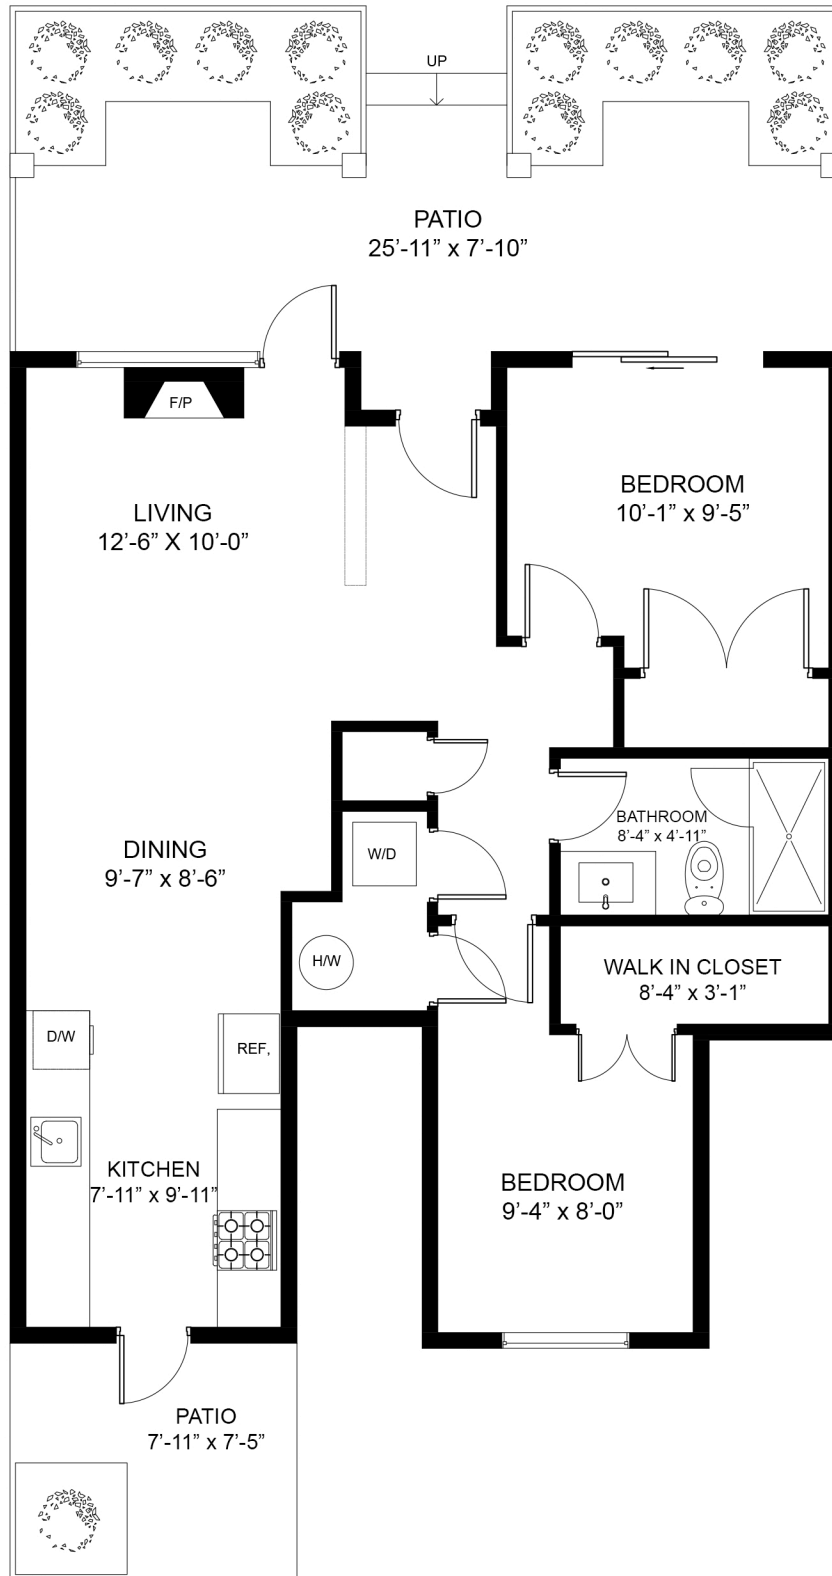 UP
PATIO
25’-11” x 7’-10”
F/P
LIVING
12’-6” X 10’-0”
BEDROOM
10’-1” x 9’-5”
DINING
9’-7” x 8’-6”
W/D
BATHROOM
8’-4” x 4’-11”
H/W
WALK IN CLOSET
8’-4” x 3’-1”
D/W
REF,
KITCHEN
7’-11” x 9’-11”
BEDROOM
9’-4” x 8’-0”
PATIO
7’-11” x 7’-5”